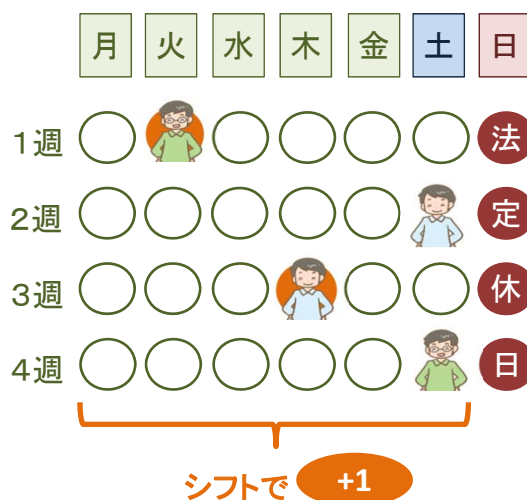 月 火 水 木 金 土 日
1週 法
2週 定
3週 休
4週 日
シフトで +1